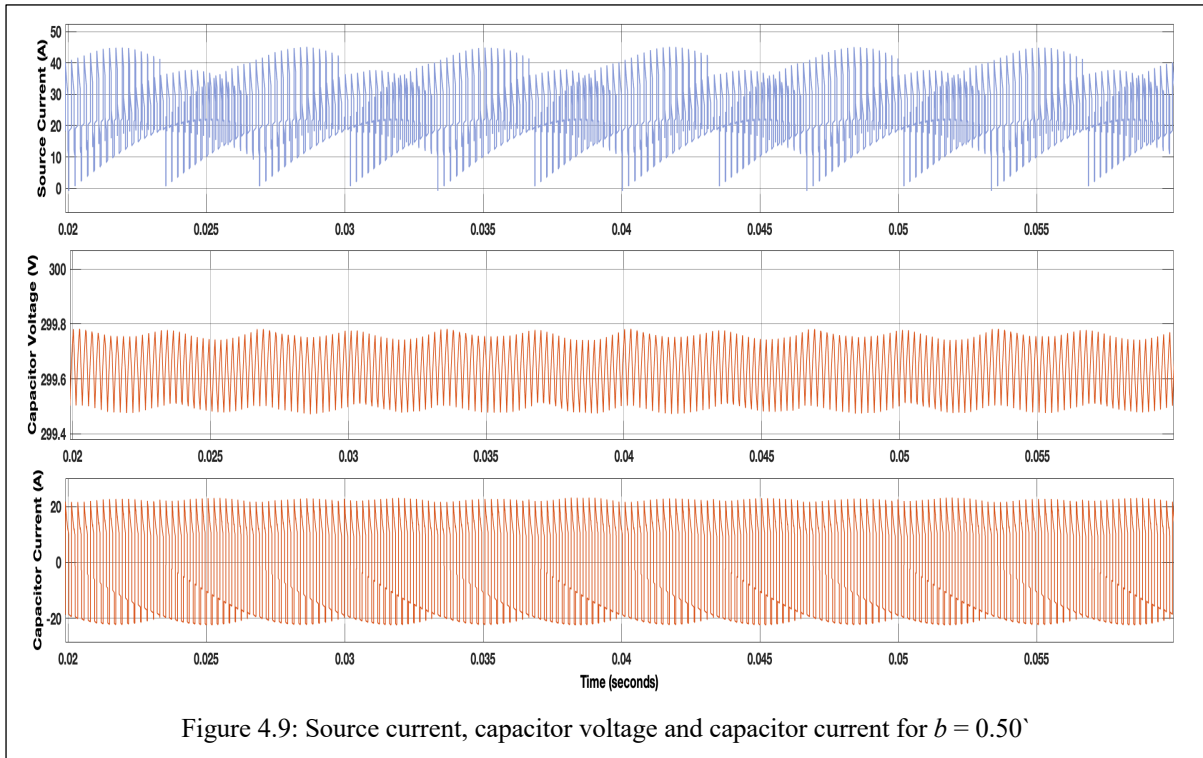 Source Current (A)
50
40
30
20
10
0
0.02 0.025 0.03 0.035 0.04 0.045 0.05 0.055
Capacitor Voltage (V)
300
299.8
299.6
299.4
0.02 0.025 0.03 0.035 0.04 0.045 0.05 0.055
Capacitor Current (A)
20
0
-20
0.02 0.025 0.03 0.035 0.04 0.045 0.05 0.055
Time (seconds)
Figure 4.9: Source current, capacitor voltage and capacitor current for b = 0.50`